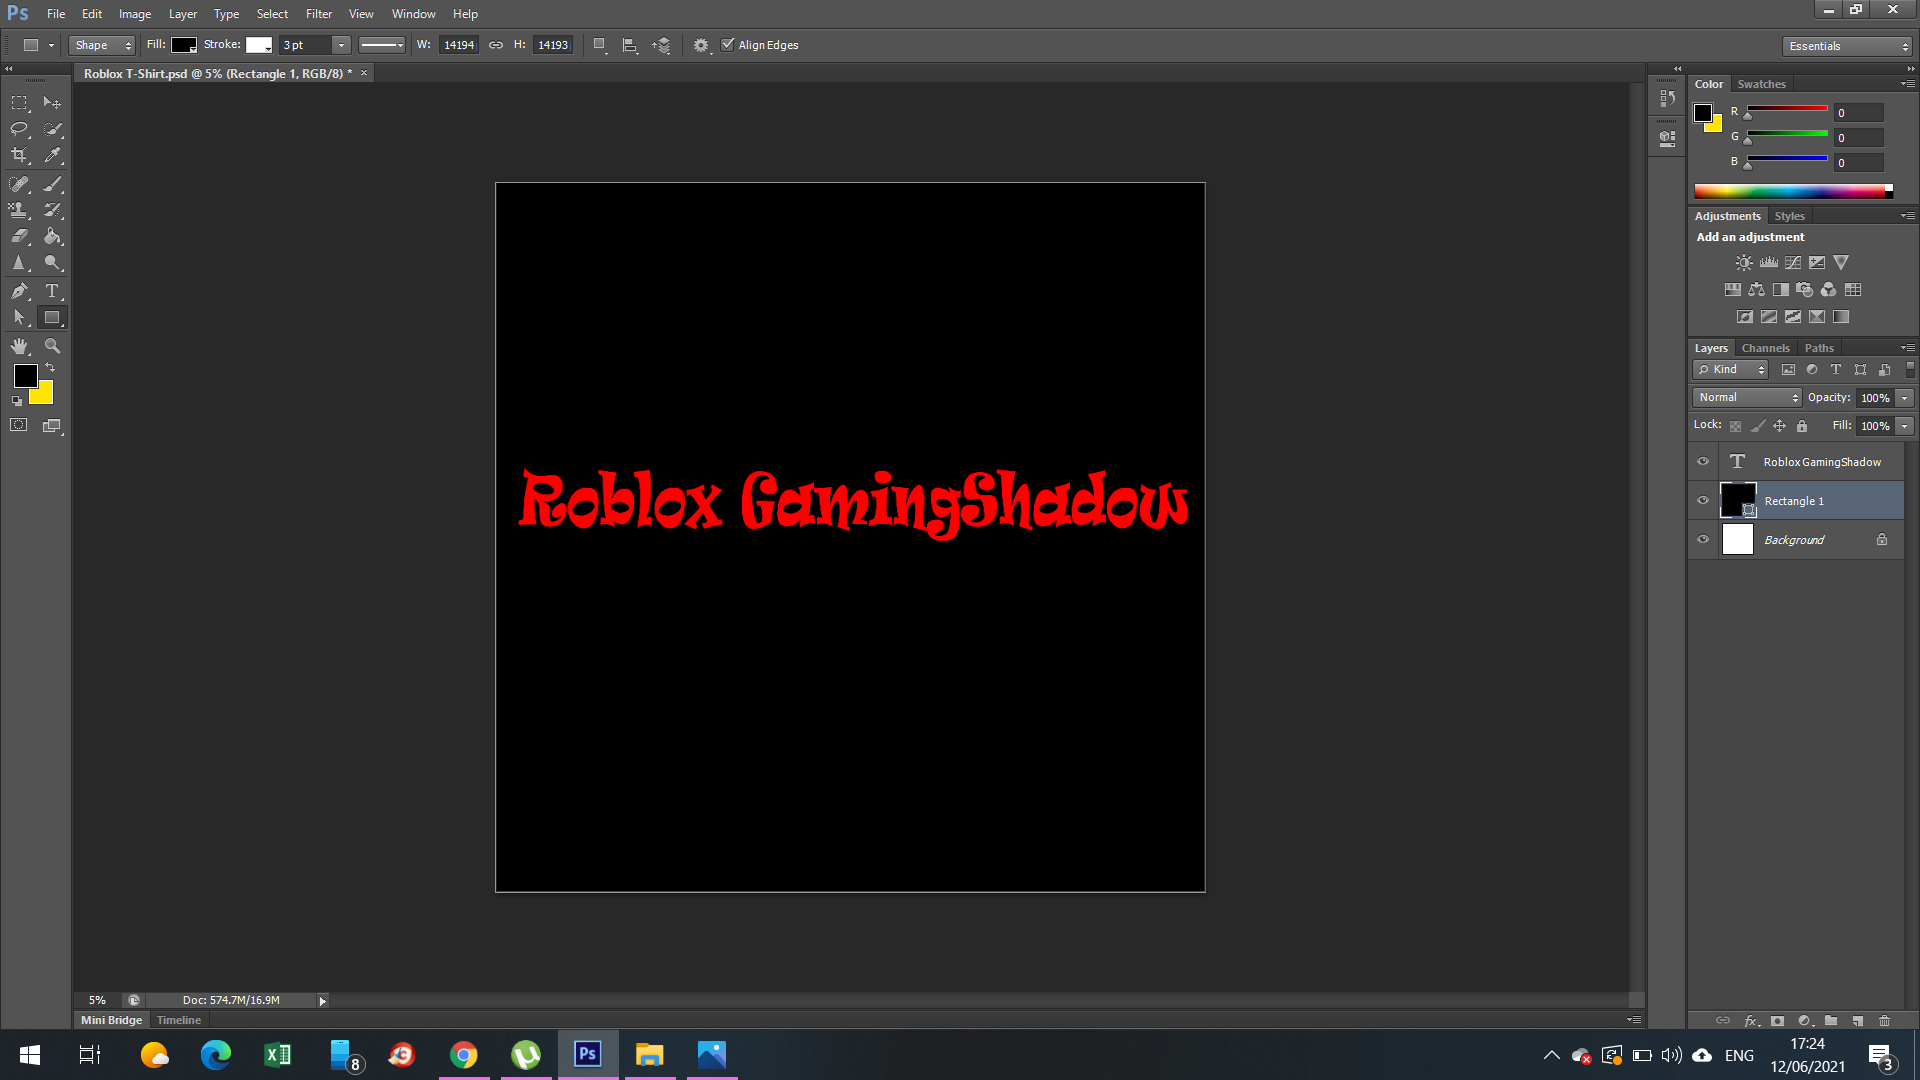 Ps File Edit Image Layer Type Select Filter View Window Help
Shape Fill: Stroke: 3 pt W: 14194 H: 14193 Align Edges Essentials
Roblox T-Shirt.psd @ 5% (Rectangle 1, RGB/8) * ×
Color Swatches
R 0
G 0
B 0
Adjustments Styles
Add an adjustment
Layers Channels Paths
Kind
Normal Opacity: 100%
Lock: Fill: 100%
Roblox GamingShadow
Rectangle 1
Background
Roblox GamingShadow
5% Doc: 574.7M/16.9M
Mini Bridge Timeline
8 Ps ENG 17:24
12/06/2021 3